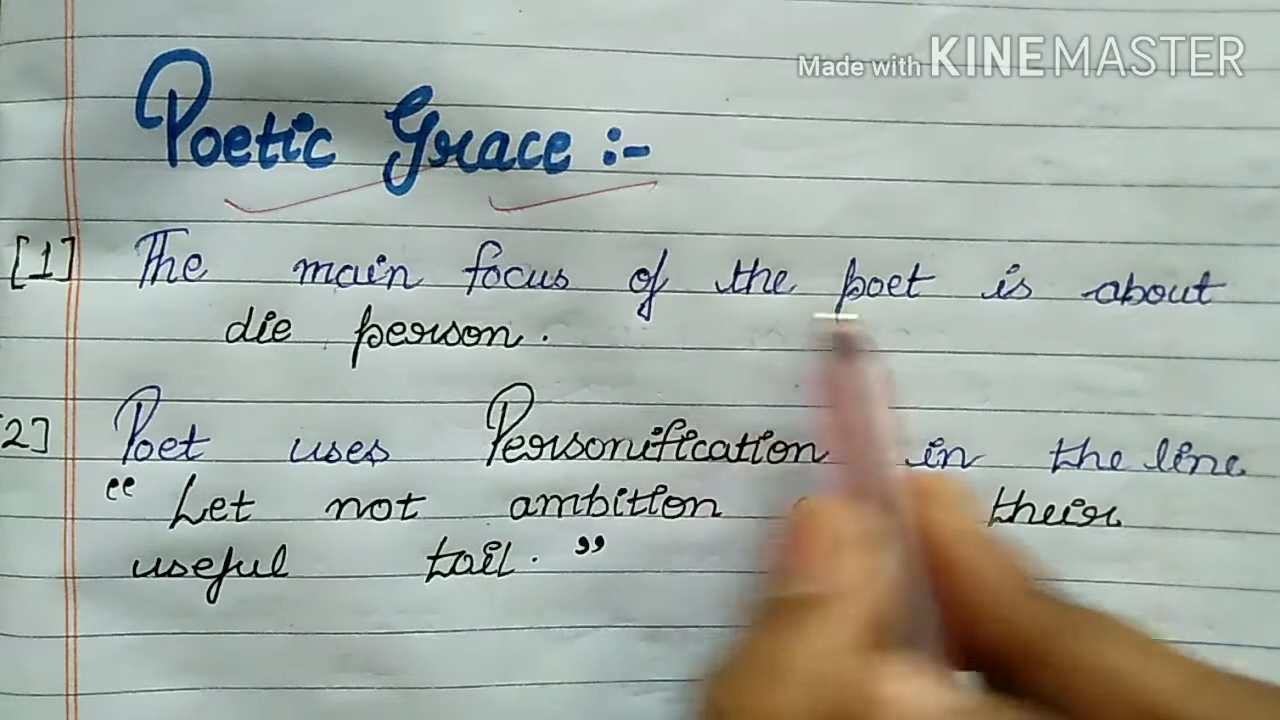 Made with KINEMASTER
Poetic Grace :-
[1] The main focus of the poet is about
die person.
2] Poet uses Personification in the line
“ Let not ambition their
useful toil. ”